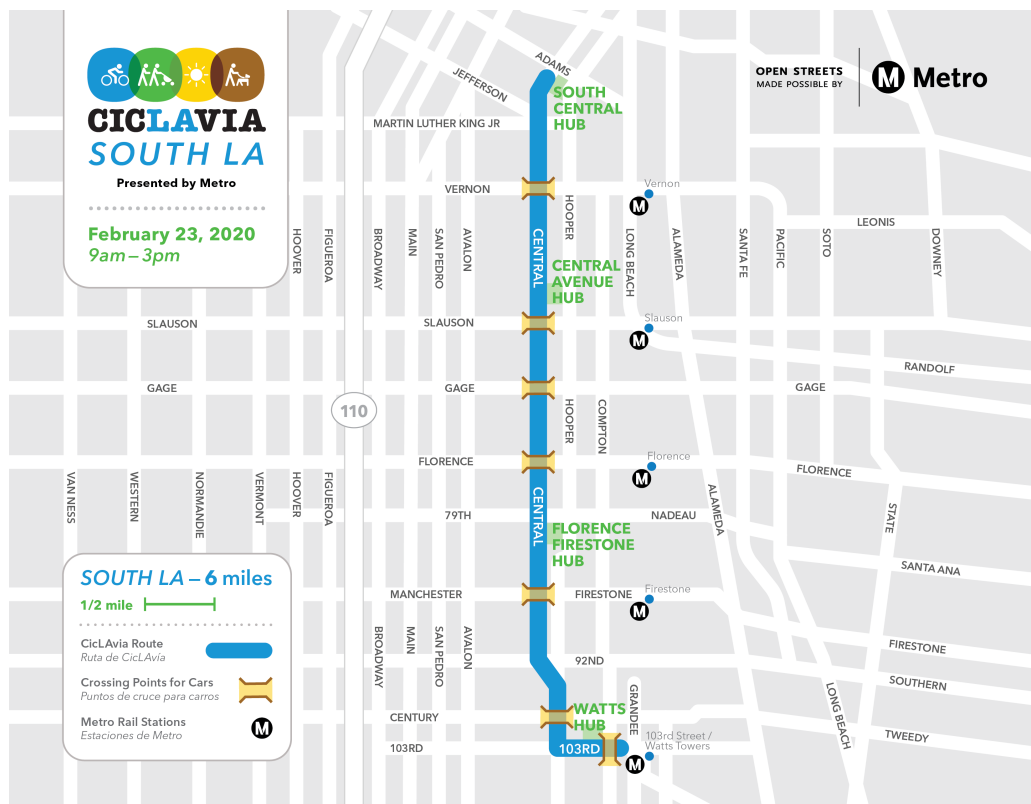 CICLAVIA
SOUTH LA
Presented by Metro
February 23, 2020
9am–3pm
OPEN STREETS
MADE POSSIBLE BY
M Metro
ADAMS
JEFFERSON
SOUTH
CENTRAL
HUB
MARTIN LUTHER KING JR
VERNON
Vernon
M
HOOPER
LEONIS
HOOVER
FIGUEROA
BROADWAY
MAIN
SAN PEDRO
AVALON
CENTRAL
LONG BEACH
ALAMEDA
SANTA FE
PACIFIC
SOTO
DOWNEY
CENTRAL
AVENUE
HUB
SLAUSON
SLAUSON
Slauson
M
RANDOLF
GAGE
GAGE
GAGE
110
HOOPER
COMPTON
FLORENCE
Florence
M
FLORENCE
VAN NESS
WESTERN
NORMANDIE
VERMONT
HOOVER
FIGUEROA
CENTRAL
ALAMEDA
STATE
79TH
NADEAU
FLORENCE
FIRESTONE
HUB
SANTA ANA
MANCHESTER
FIRESTONE
Firestone
M
BROADWAY
MAIN
SAN PEDRO
AVALON
FIRESTONE
92ND
SOUTHERN
GRANDEE
LONG BEACH
WATTS
HUB
CENTURY
TWEEDY
103RD
103RD
103rd Street /
Watts Towers
M
SOUTH LA – 6 miles
1/2 mile
CicLAvia Route
Ruta de CicLAvía
Crossing Points for Cars
Puntos de cruce para carros
Metro Rail Stations
Estaciones de Metro
M